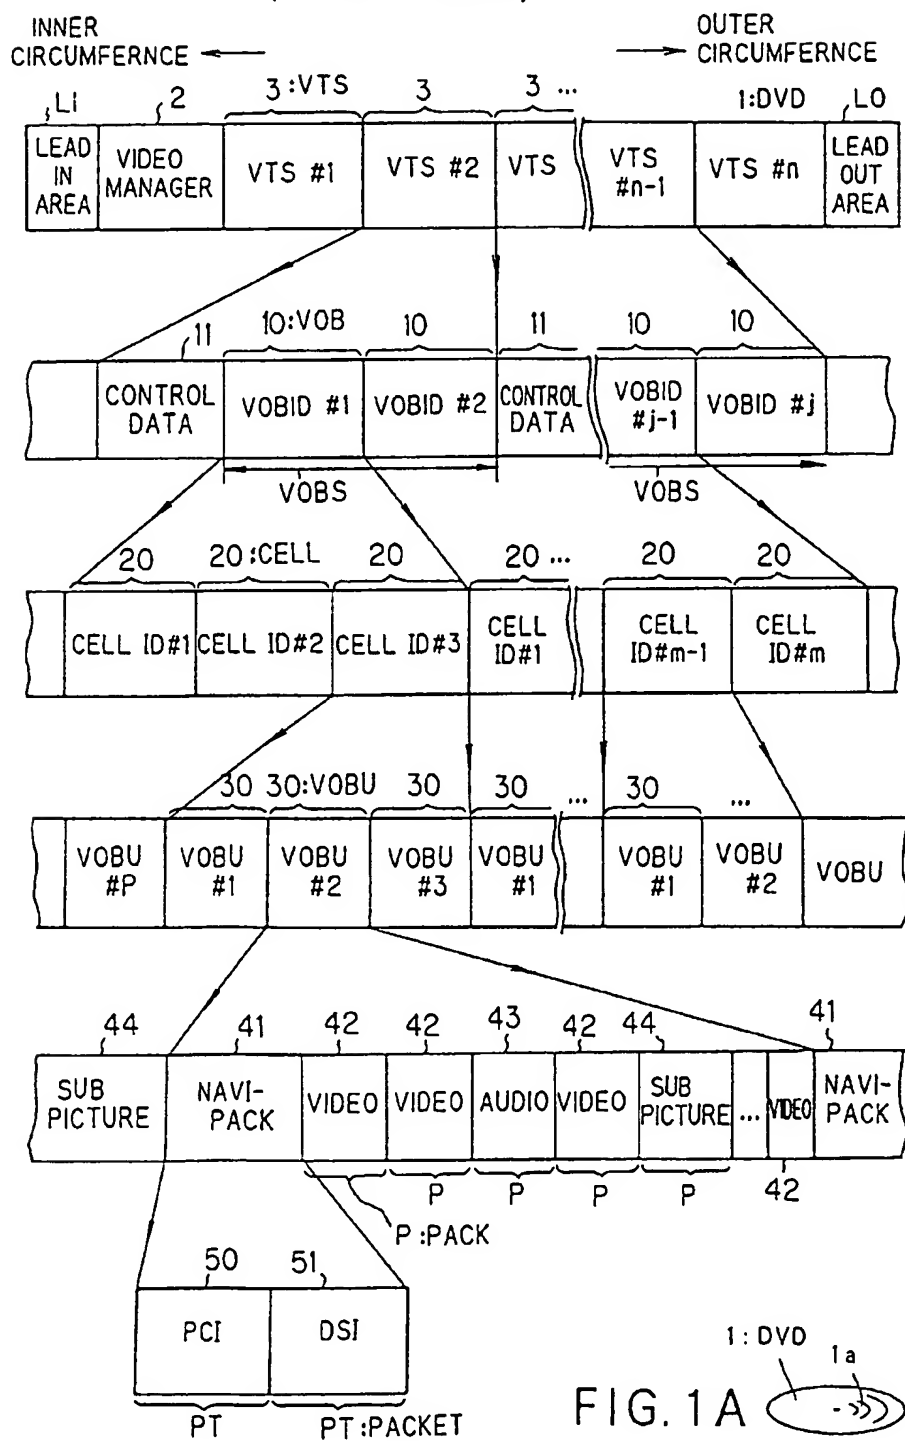 INNER CIRCUMFERNCE
OUTER CIRCUMFERNCE
L1 2 3:VTS 3 3 ... 1:DVD LO
LEAD IN AREA
VIDEO MANAGER
VTS #1
VTS #2
VTS
VTS #n-1
VTS #n
LEAD OUT AREA
11 10:VOB 10 11 10 10
CONTROL DATA
VOBID #1
VOBID #2
CONTROL DATA
VOBID #j-1
VOBID #j
VOBS
VOBS
20 20:CELL 20 20 ... 20 20
CELL ID#1
CELL ID#2
CELL ID#3
CELL ID#1
CELL ID#m-1
CELL ID#m
30 30:VOBU 30 30 ... 30 ...
VOBU #P
VOBU #1
VOBU #2
VOBU #3
VOBU #1
VOBU #1
VOBU #2
VOBU
44 41 42 42 43 42 44 41
SUB PICTURE
NAVI-PACK
VIDEO
VIDEO
AUDIO
VIDEO
SUB PICTURE
...
VIDEO
NAVI-PACK
P P P P 42
P:PACK
50 51
PCI
DSI
PT PT:PACKET
1:DVD 1a
FIG. 1A